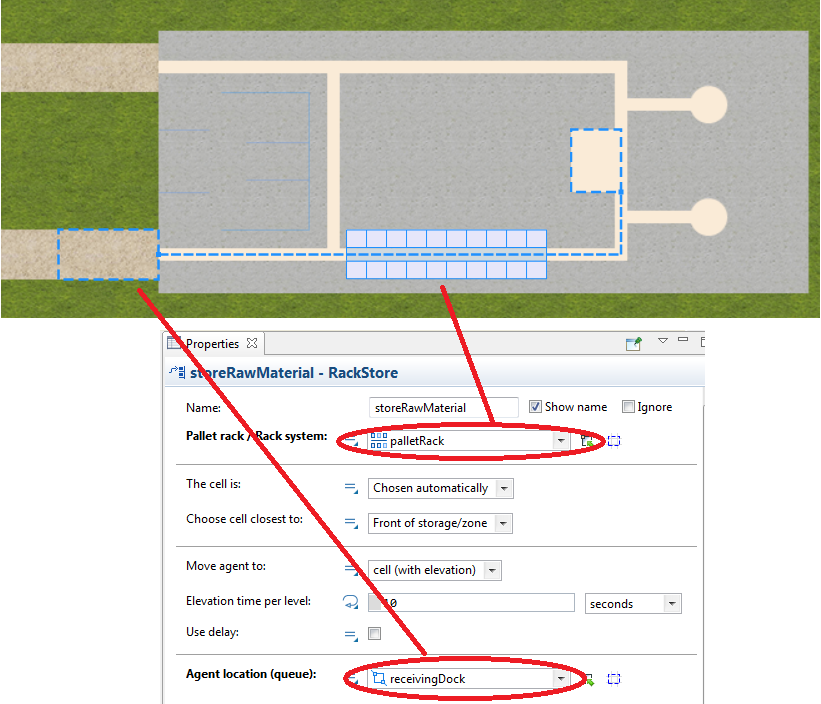 Properties
storeRawMaterial - RackStore
Name: storeRawMaterial Show name Ignore
Pallet rack / Rack system: palletRack
The cell is: Chosen automatically
Choose cell closest to: Front of storage/zone
Move agent to: cell (with elevation)
Elevation time per level: 10 seconds
Use delay:
Agent location (queue): receivingDock